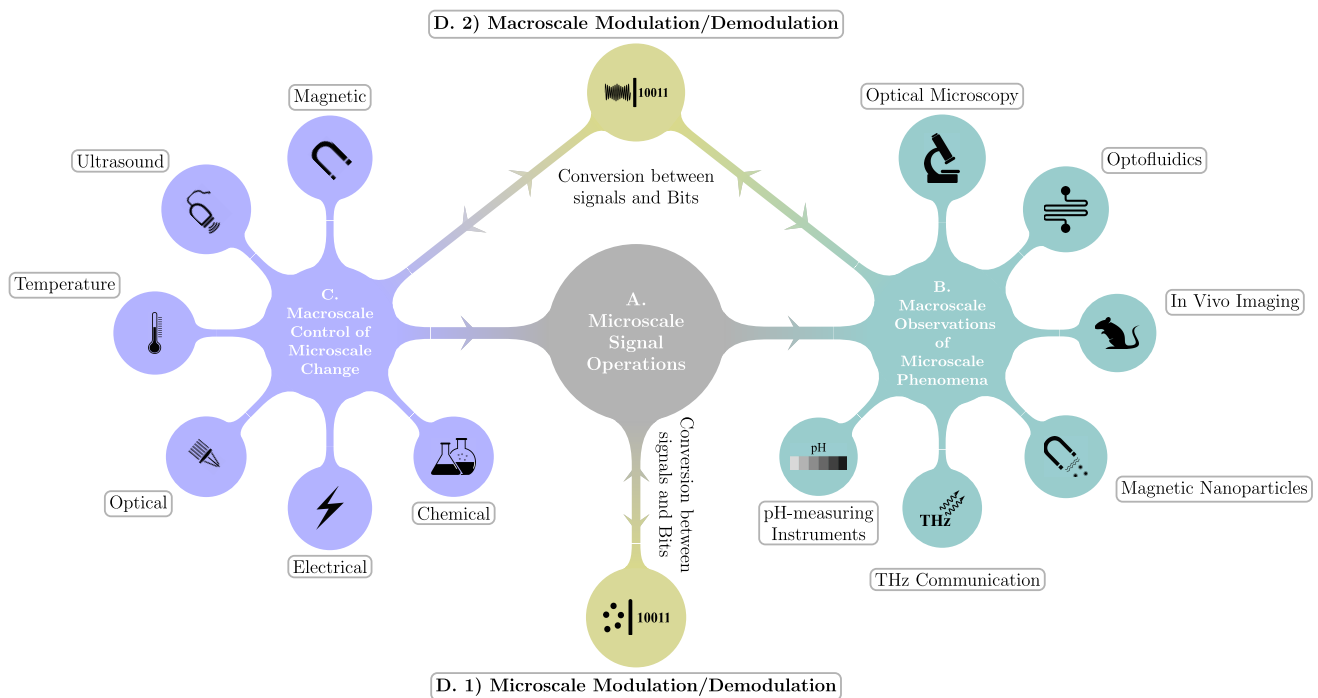 D. 2) Macroscale Modulation/Demodulation
10011
Magnetic
Ultrasound
Temperature
Optical
Electrical
Chemical
C.
Macroscale
Control of
Microscale
Change
Conversion between
signals and Bits
A.
Microscale
Signal
Operations
Conversion between
signals and Bits
B.
Macroscale
Observations
of
Microscale
Phenomena
Optical Microscopy
Optofluidics
In Vivo Imaging
Magnetic Nanoparticles
THz
THz Communication
pH
pH-measuring
Instruments
10011
D. 1) Microscale Modulation/Demodulation